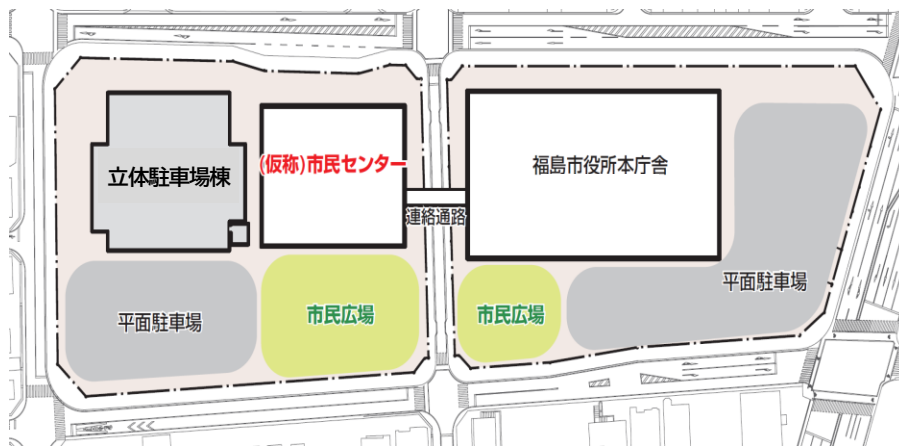 立体駐車場棟
(仮称)市民センター
福島市役所本庁舎
連絡通路
平面駐車場
平面駐車場
市民広場
市民広場